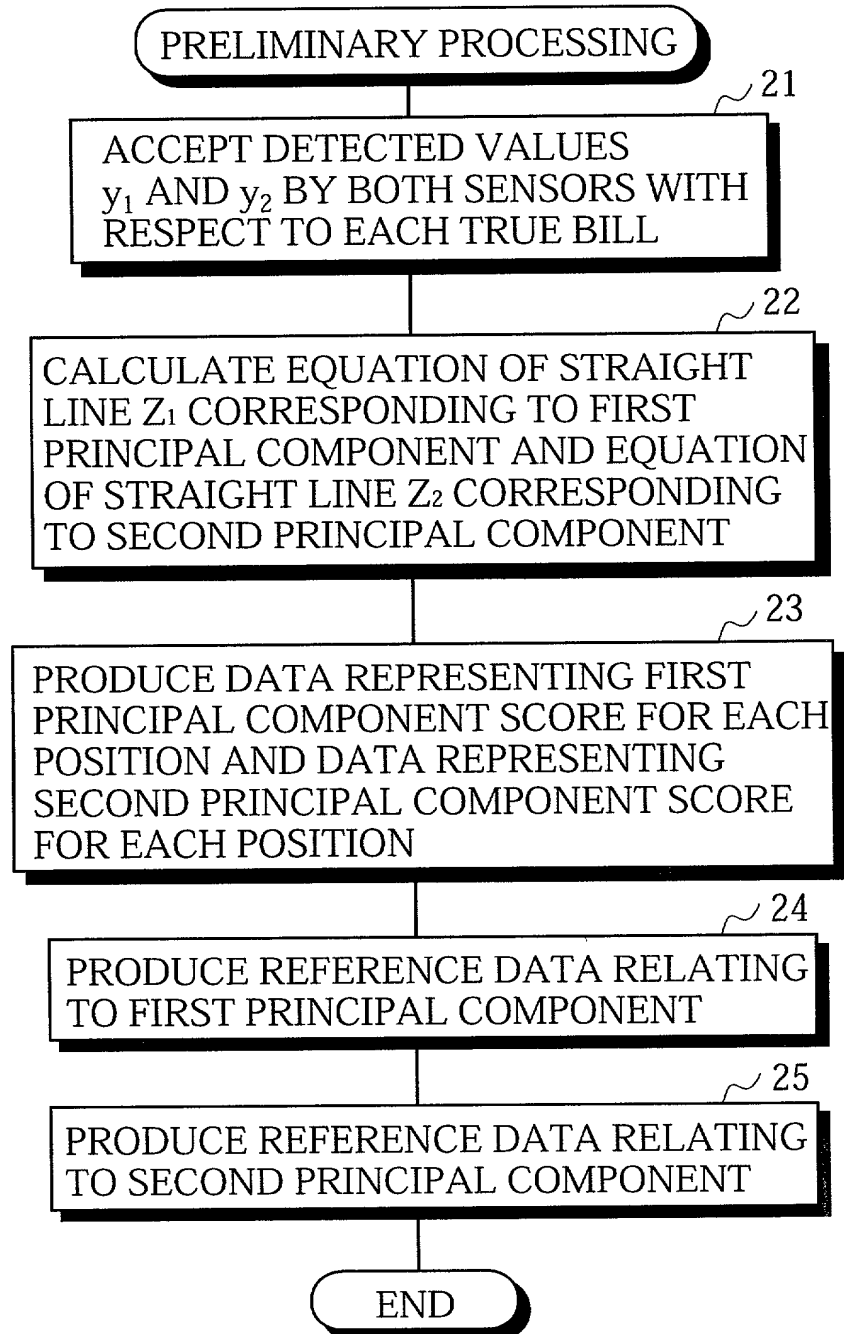 PRELIMINARY PROCESSING
21
ACCEPT DETECTED VALUES
y₁ AND y₂ BY BOTH SENSORS WITH
RESPECT TO EACH TRUE BILL
22
CALCULATE EQUATION OF STRAIGHT
LINE Z₁ CORRESPONDING TO FIRST
PRINCIPAL COMPONENT AND EQUATION
OF STRAIGHT LINE Z₂ CORRESPONDING
TO SECOND PRINCIPAL COMPONENT
23
PRODUCE DATA REPRESENTING FIRST
PRINCIPAL COMPONENT SCORE FOR EACH
POSITION AND DATA REPRESENTING
SECOND PRINCIPAL COMPONENT SCORE
FOR EACH POSITION
24
PRODUCE REFERENCE DATA RELATING
TO FIRST PRINCIPAL COMPONENT
25
PRODUCE REFERENCE DATA RELATING
TO SECOND PRINCIPAL COMPONENT
END